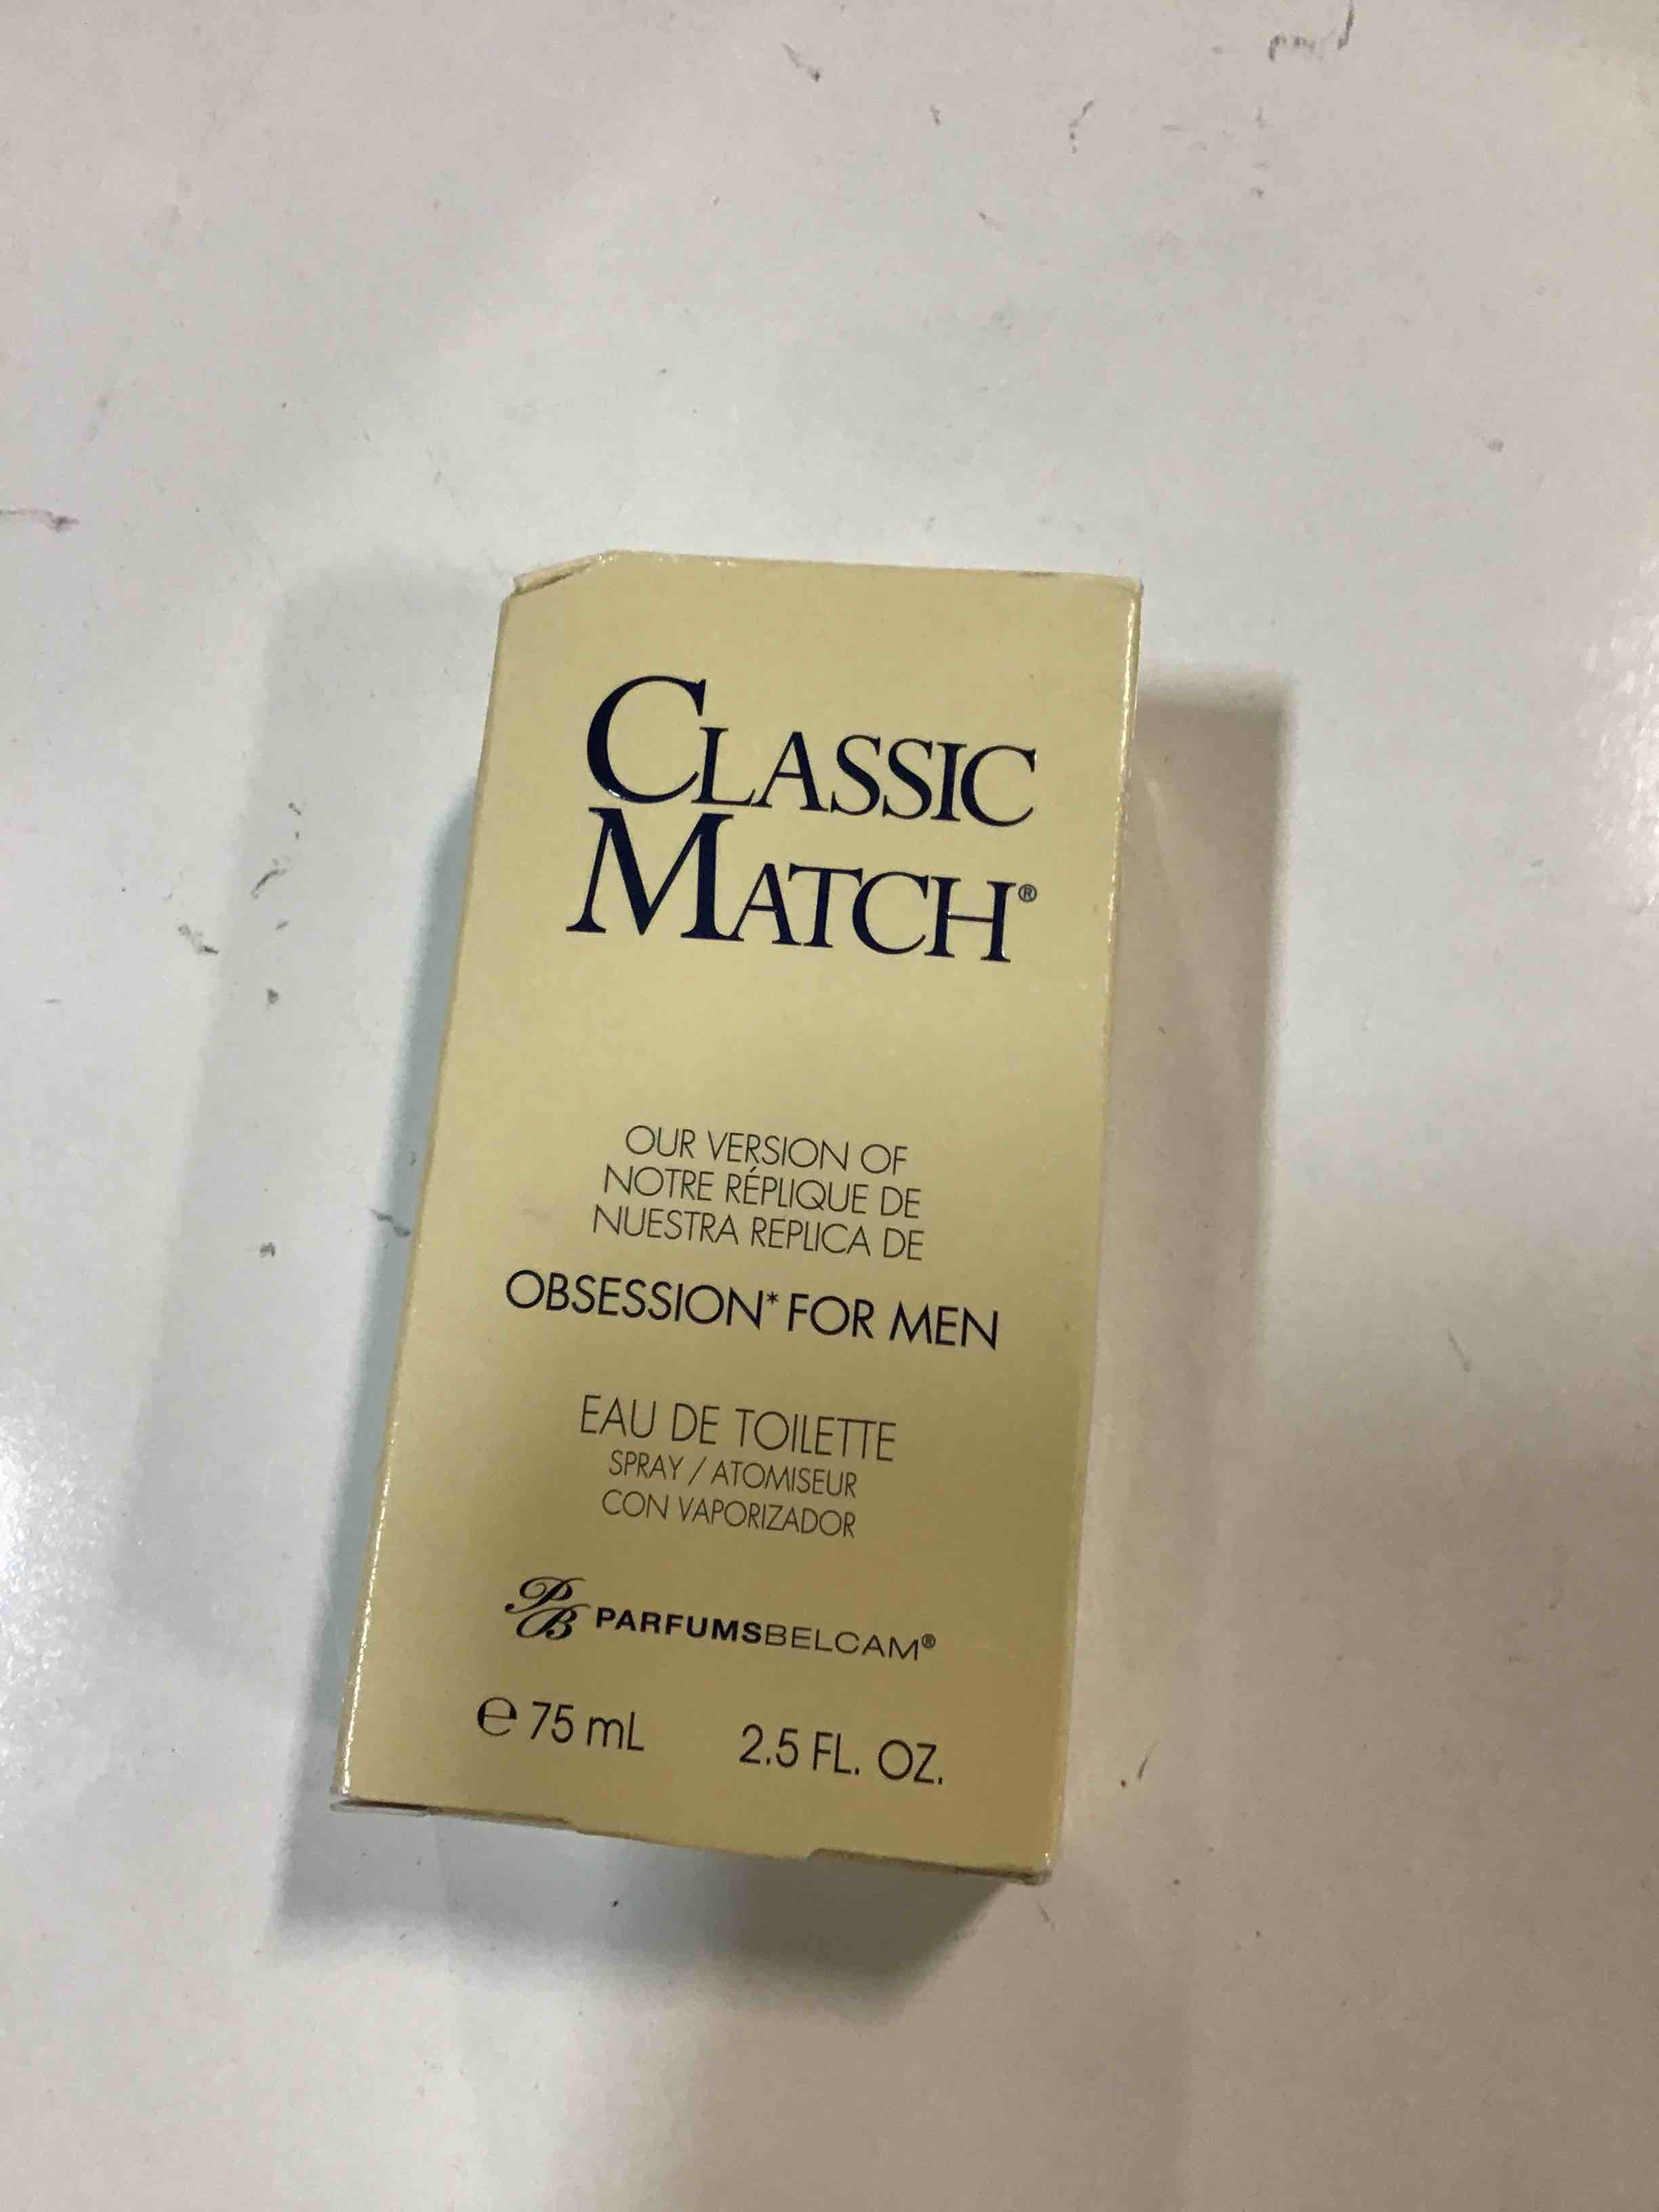 CLASSIC
MATCH®
OUR VERSION OF
NOTRE RÉPLIQUE DE
NUESTRA REPLICA DE
OBSESSION* FOR MEN
EAU DE TOILETTE
SPRAY / ATOMISEUR
CON VAPORIZADOR
PB PARFUMSBELCAM®
℮ 75 mL 2.5 FL. OZ.